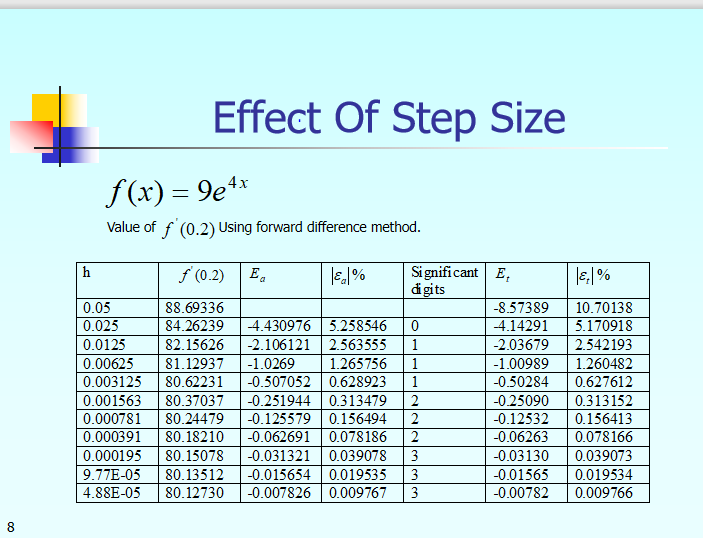 Effect Of Step Size
f(x) = 9e^{4x}
Value of f'(0.2) Using forward difference method.
h f'(0.2) E_a |ε_a|% Significant digits E_t |ε_t|%
0.05 88.69336 -8.57389 10.70138
0.025 84.26239 -4.430976 5.258546 0 -4.14291 5.170918
0.0125 82.15626 -2.106121 2.563555 1 -2.03679 2.542193
0.00625 81.12937 -1.0269 1.265756 1 -1.00989 1.260482
0.003125 80.62231 -0.507052 0.628923 1 -0.50284 0.627612
0.001563 80.37037 -0.251944 0.313479 2 -0.25090 0.313152
0.000781 80.24479 -0.125579 0.156494 2 -0.12532 0.156413
0.000391 80.18210 -0.062691 0.078186 2 -0.06263 0.078166
0.000195 80.15078 -0.031321 0.039078 3 -0.03130 0.039073
9.77E-05 80.13512 -0.015654 0.019535 3 -0.01565 0.019534
4.88E-05 80.12730 -0.007826 0.009767 3 -0.00782 0.009766
8